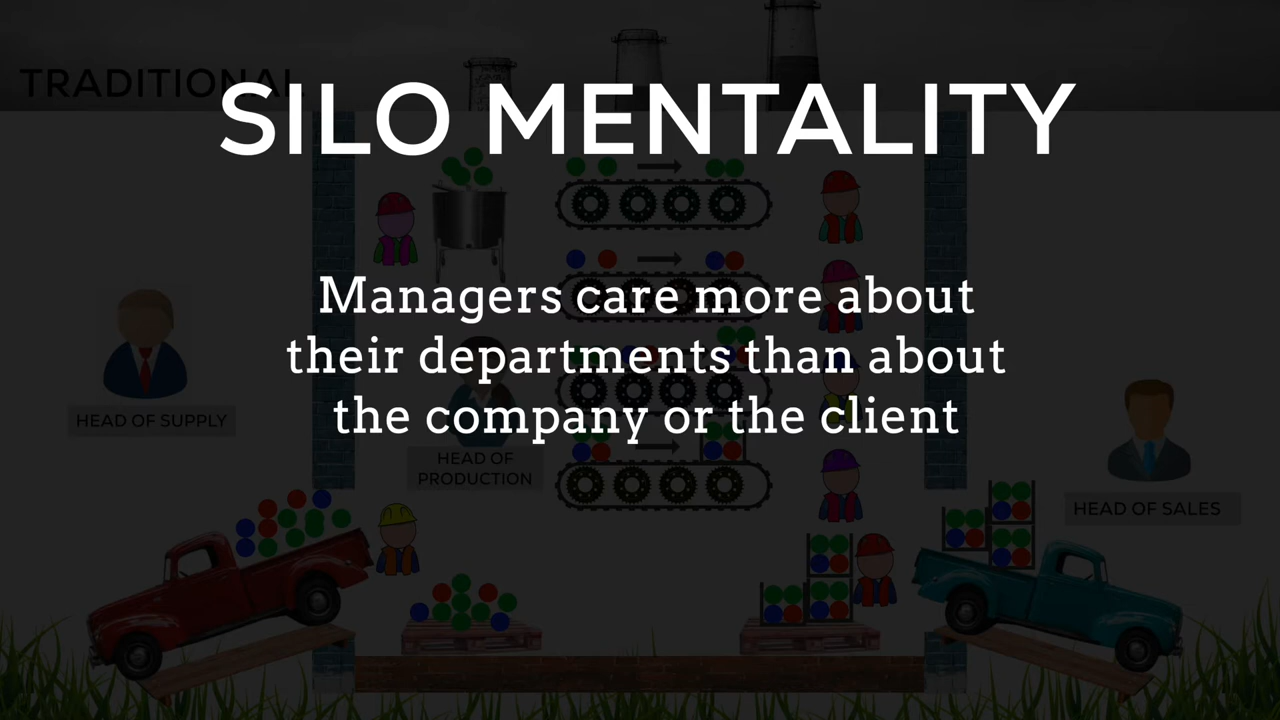 TRADITIONAL
SILO MENTALITY
Managers care more about
their departments than about
the company or the client
HEAD OF SUPPLY
HEAD OF
PRODUCTION
HEAD OF SALES